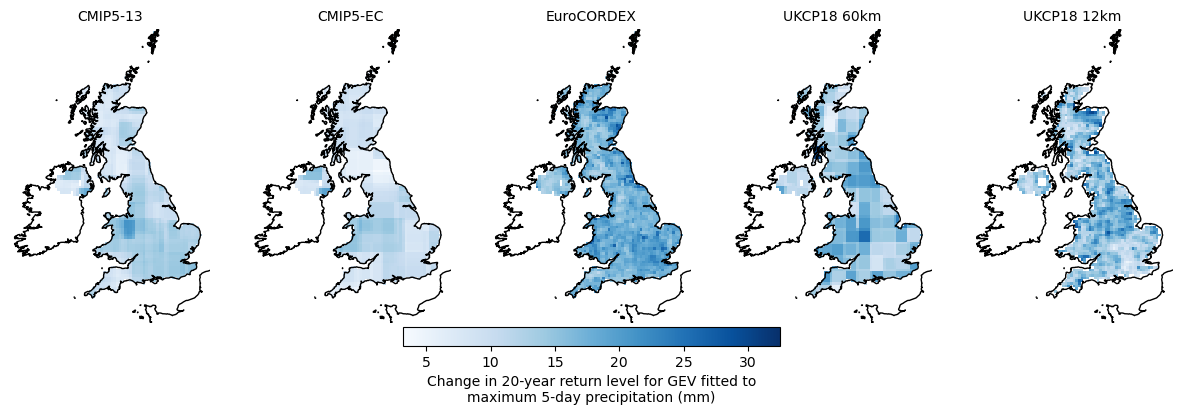 CMIP5-13
CMIP5-EC
EuroCORDEX
UKCP18 60km
UKCP18 12km
5
10
15
20
25
30
Change in 20-year return level for GEV fitted to
maximum 5-day precipitation (mm)